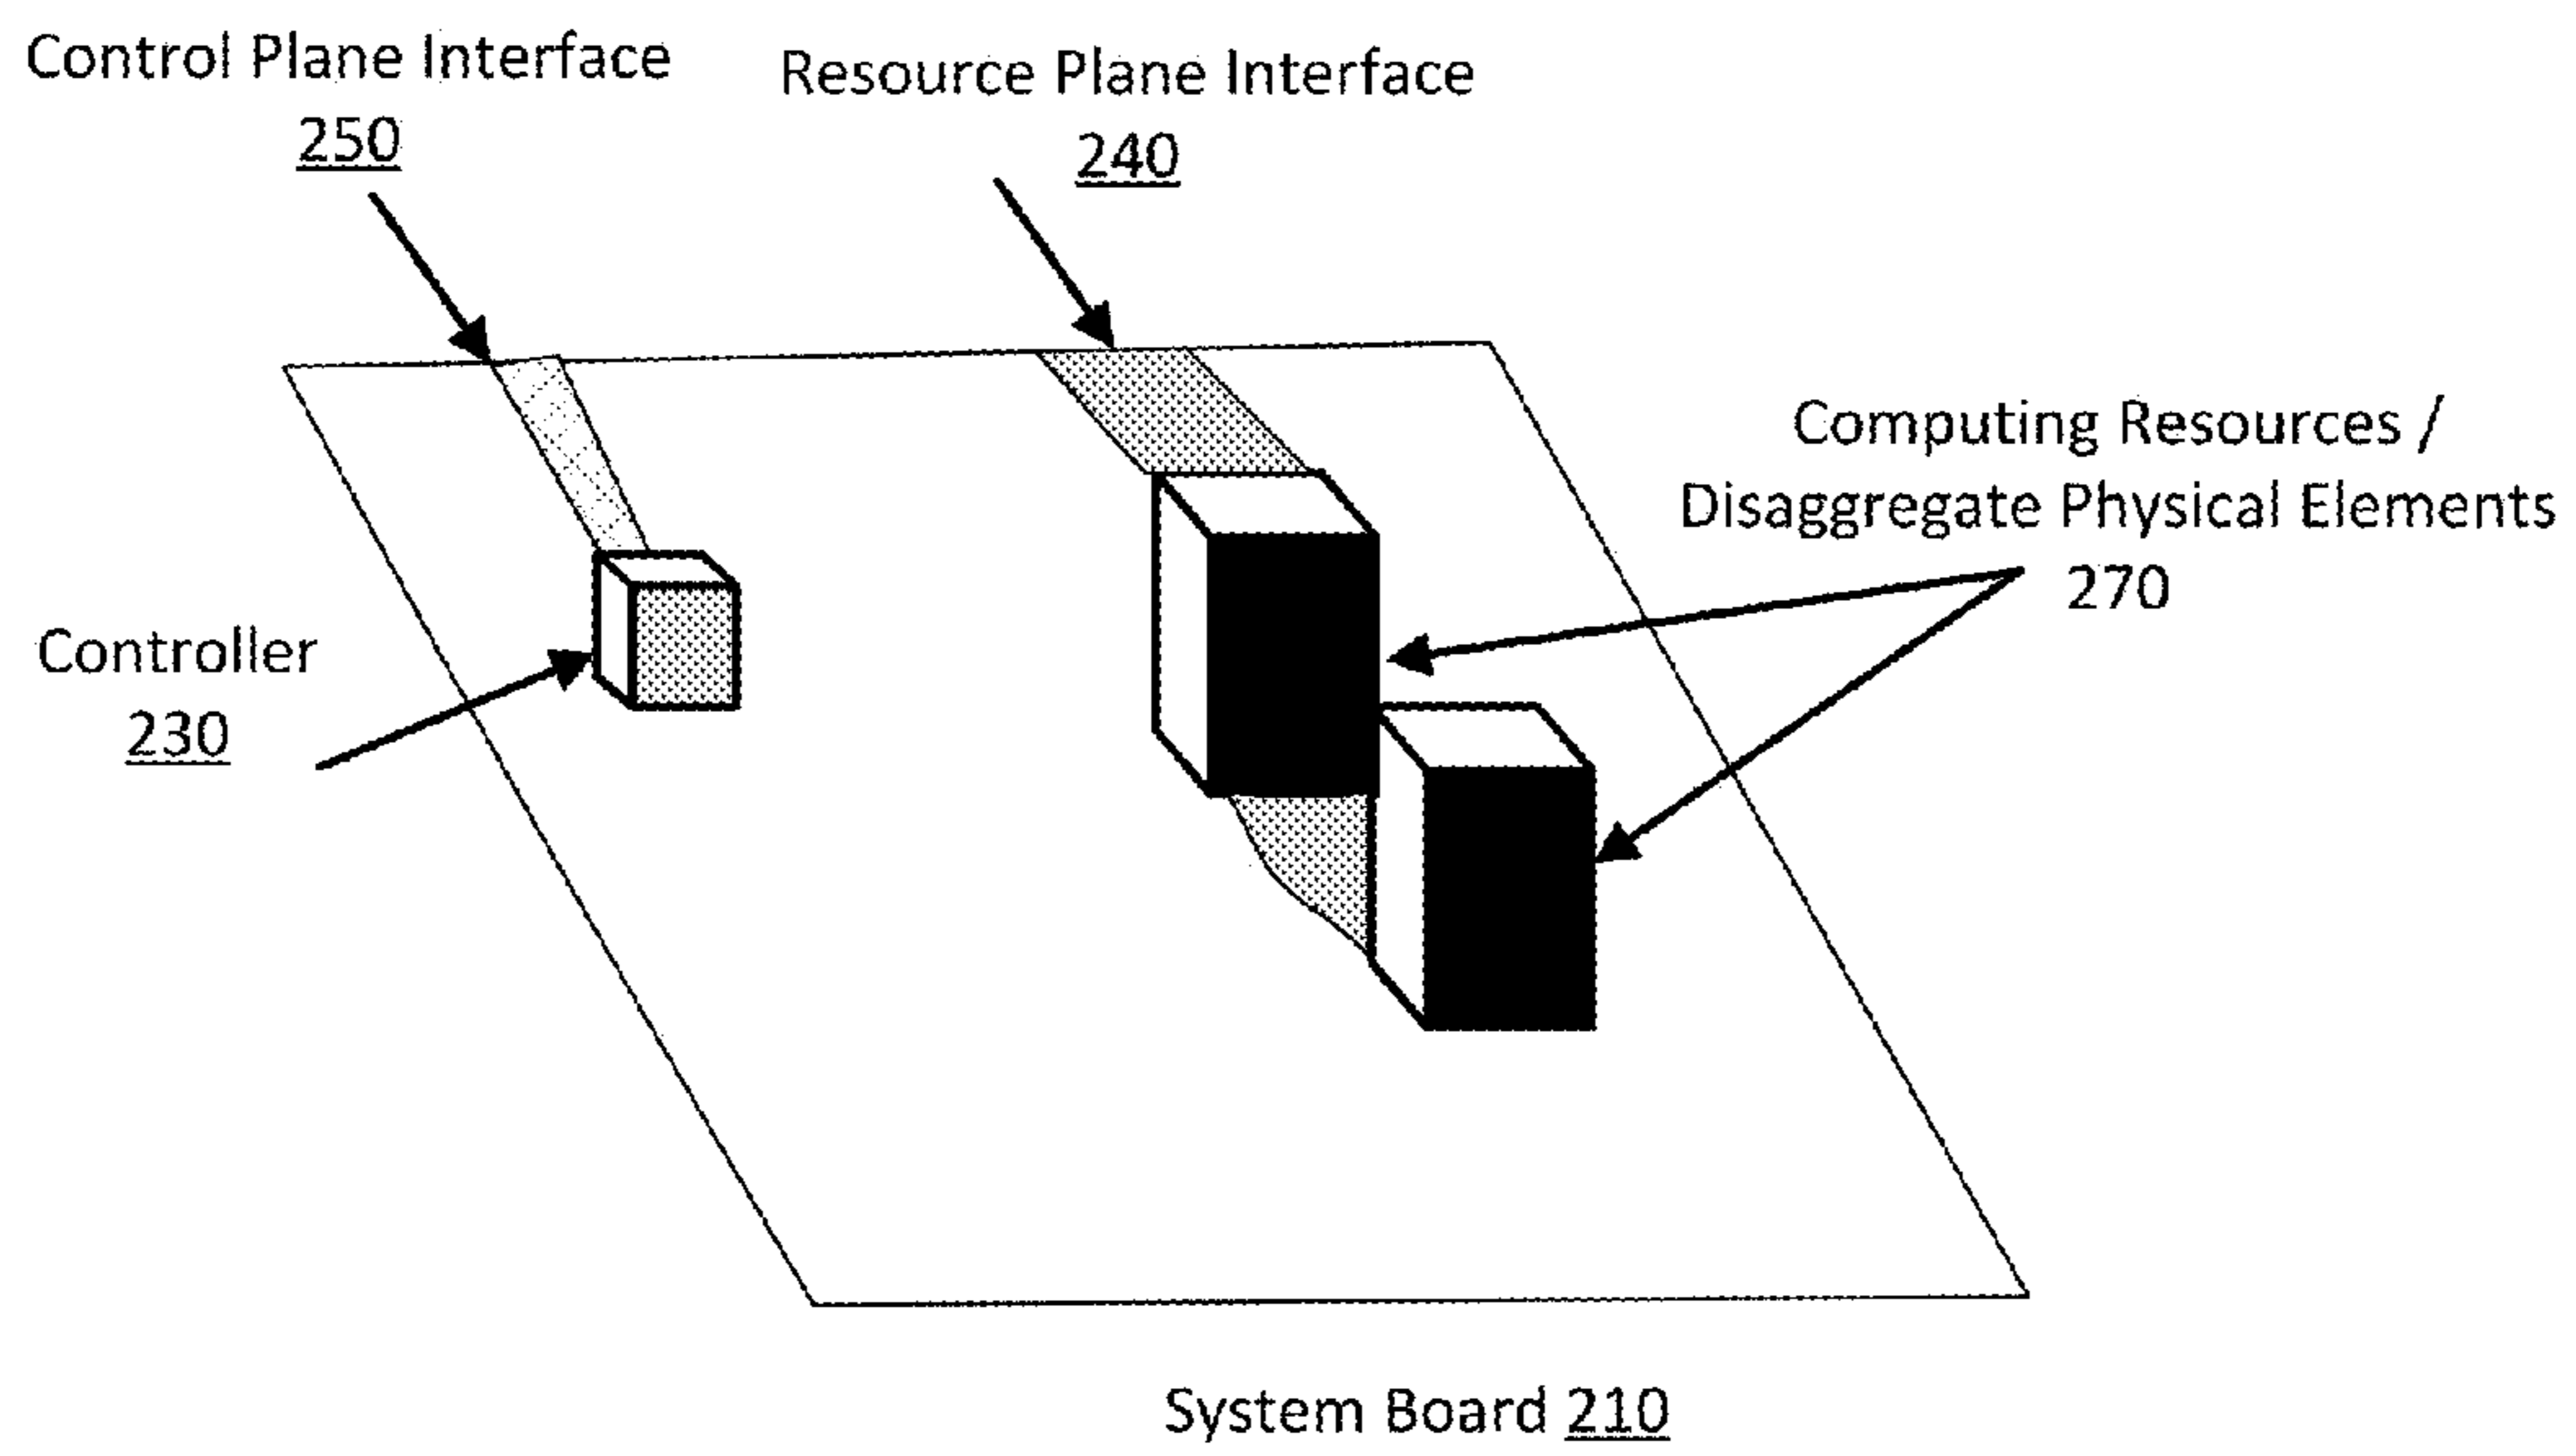 Control Plane Interface
250
Resource Plane Interface
240
Computing Resources /
Disaggregate Physical Elements
270
Controller
230
System Board 210